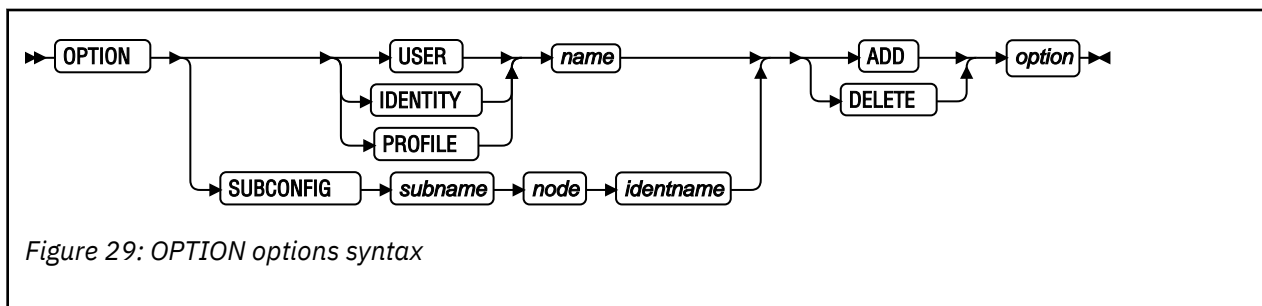 OPTION USER name ADD option
IDENTITY DELETE
PROFILE
SUBCONFIG subname node identname
Figure 29: OPTION options syntax